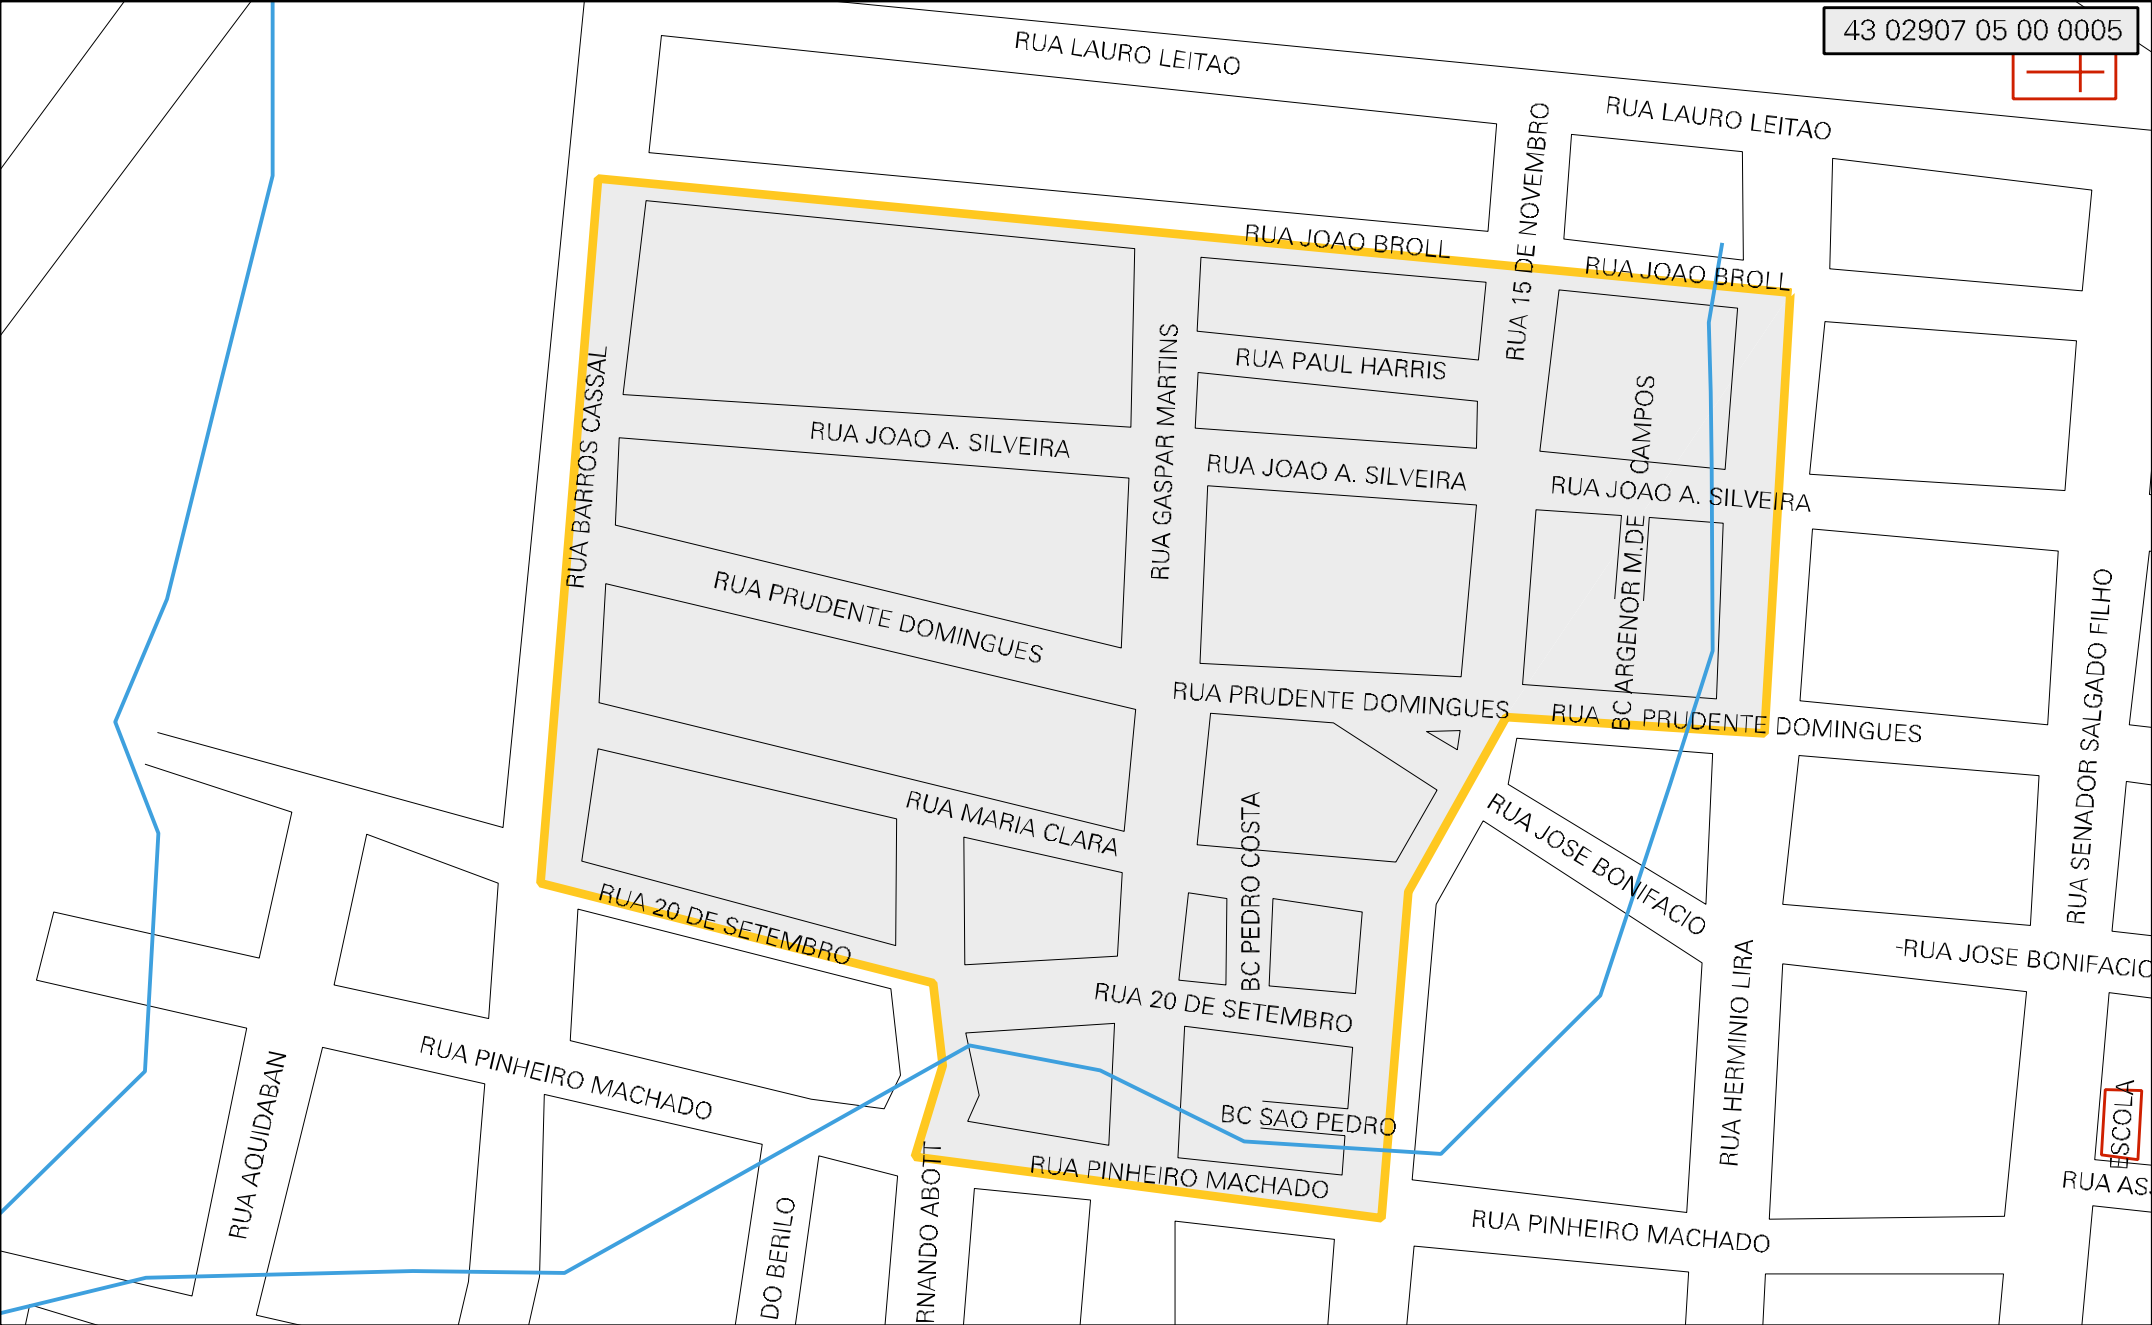 43 02907 05 00 0005
RUA LAURO LEITAO
RUA LAURO LEITAO
RUA 15 DE NOVEMBRO
RUA JOAO BROLL
RUA JOAO BROLL
RUA BARROS CASSAL
RUA GASPAR MARTINS
RUA PAUL HARRIS
BC ARGENOR M.DE CAMPOS
RUA JOAO A. SILVEIRA
RUA JOAO A. SILVEIRA
RUA JOAO A. SILVEIRA
RUA PRUDENTE DOMINGUES
RUA PRUDENTE DOMINGUES
RUA PRUDENTE DOMINGUES
RUA SENADOR SALGADO FILHO
RUA MARIA CLARA
BC PEDRO COSTA
RUA JOSE BONIFACIO
RUA 20 DE SETEMBRO
-RUA JOSE BONIFACIO
RUA HERMINIO LIRA
RUA 20 DE SETEMBRO
RUA PINHEIRO MACHADO
RUA AQUIDABAN
BC SAO PEDRO
ESCOLA
RUA PINHEIRO MACHADO
RUA AS
RNANDO ABOTT
DO BERILO
RUA PINHEIRO MACHADO